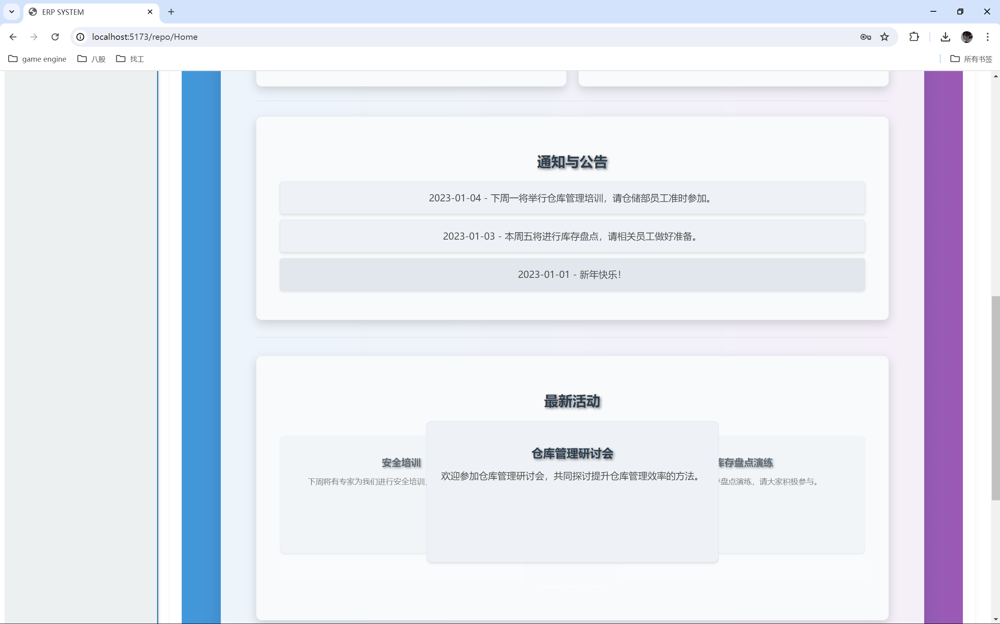 ERP SYSTEM
localhost:5173/repo/Home
game engine
八股
找工
所有书签
通知与公告
2023-01-04 - 下周一将举行仓库管理培训，请仓储部员工准时参加。
2023-01-03 - 本周五将进行库存盘点，请相关员工做好准备。
2023-01-01 - 新年快乐！
最新活动
安全培训
下周将有专家为我们进行安全培训
仓库管理研讨会
欢迎参加仓库管理研讨会，共同探讨提升仓库管理效率的方法。
库存盘点演练
盘点演练，请大家积极参与。